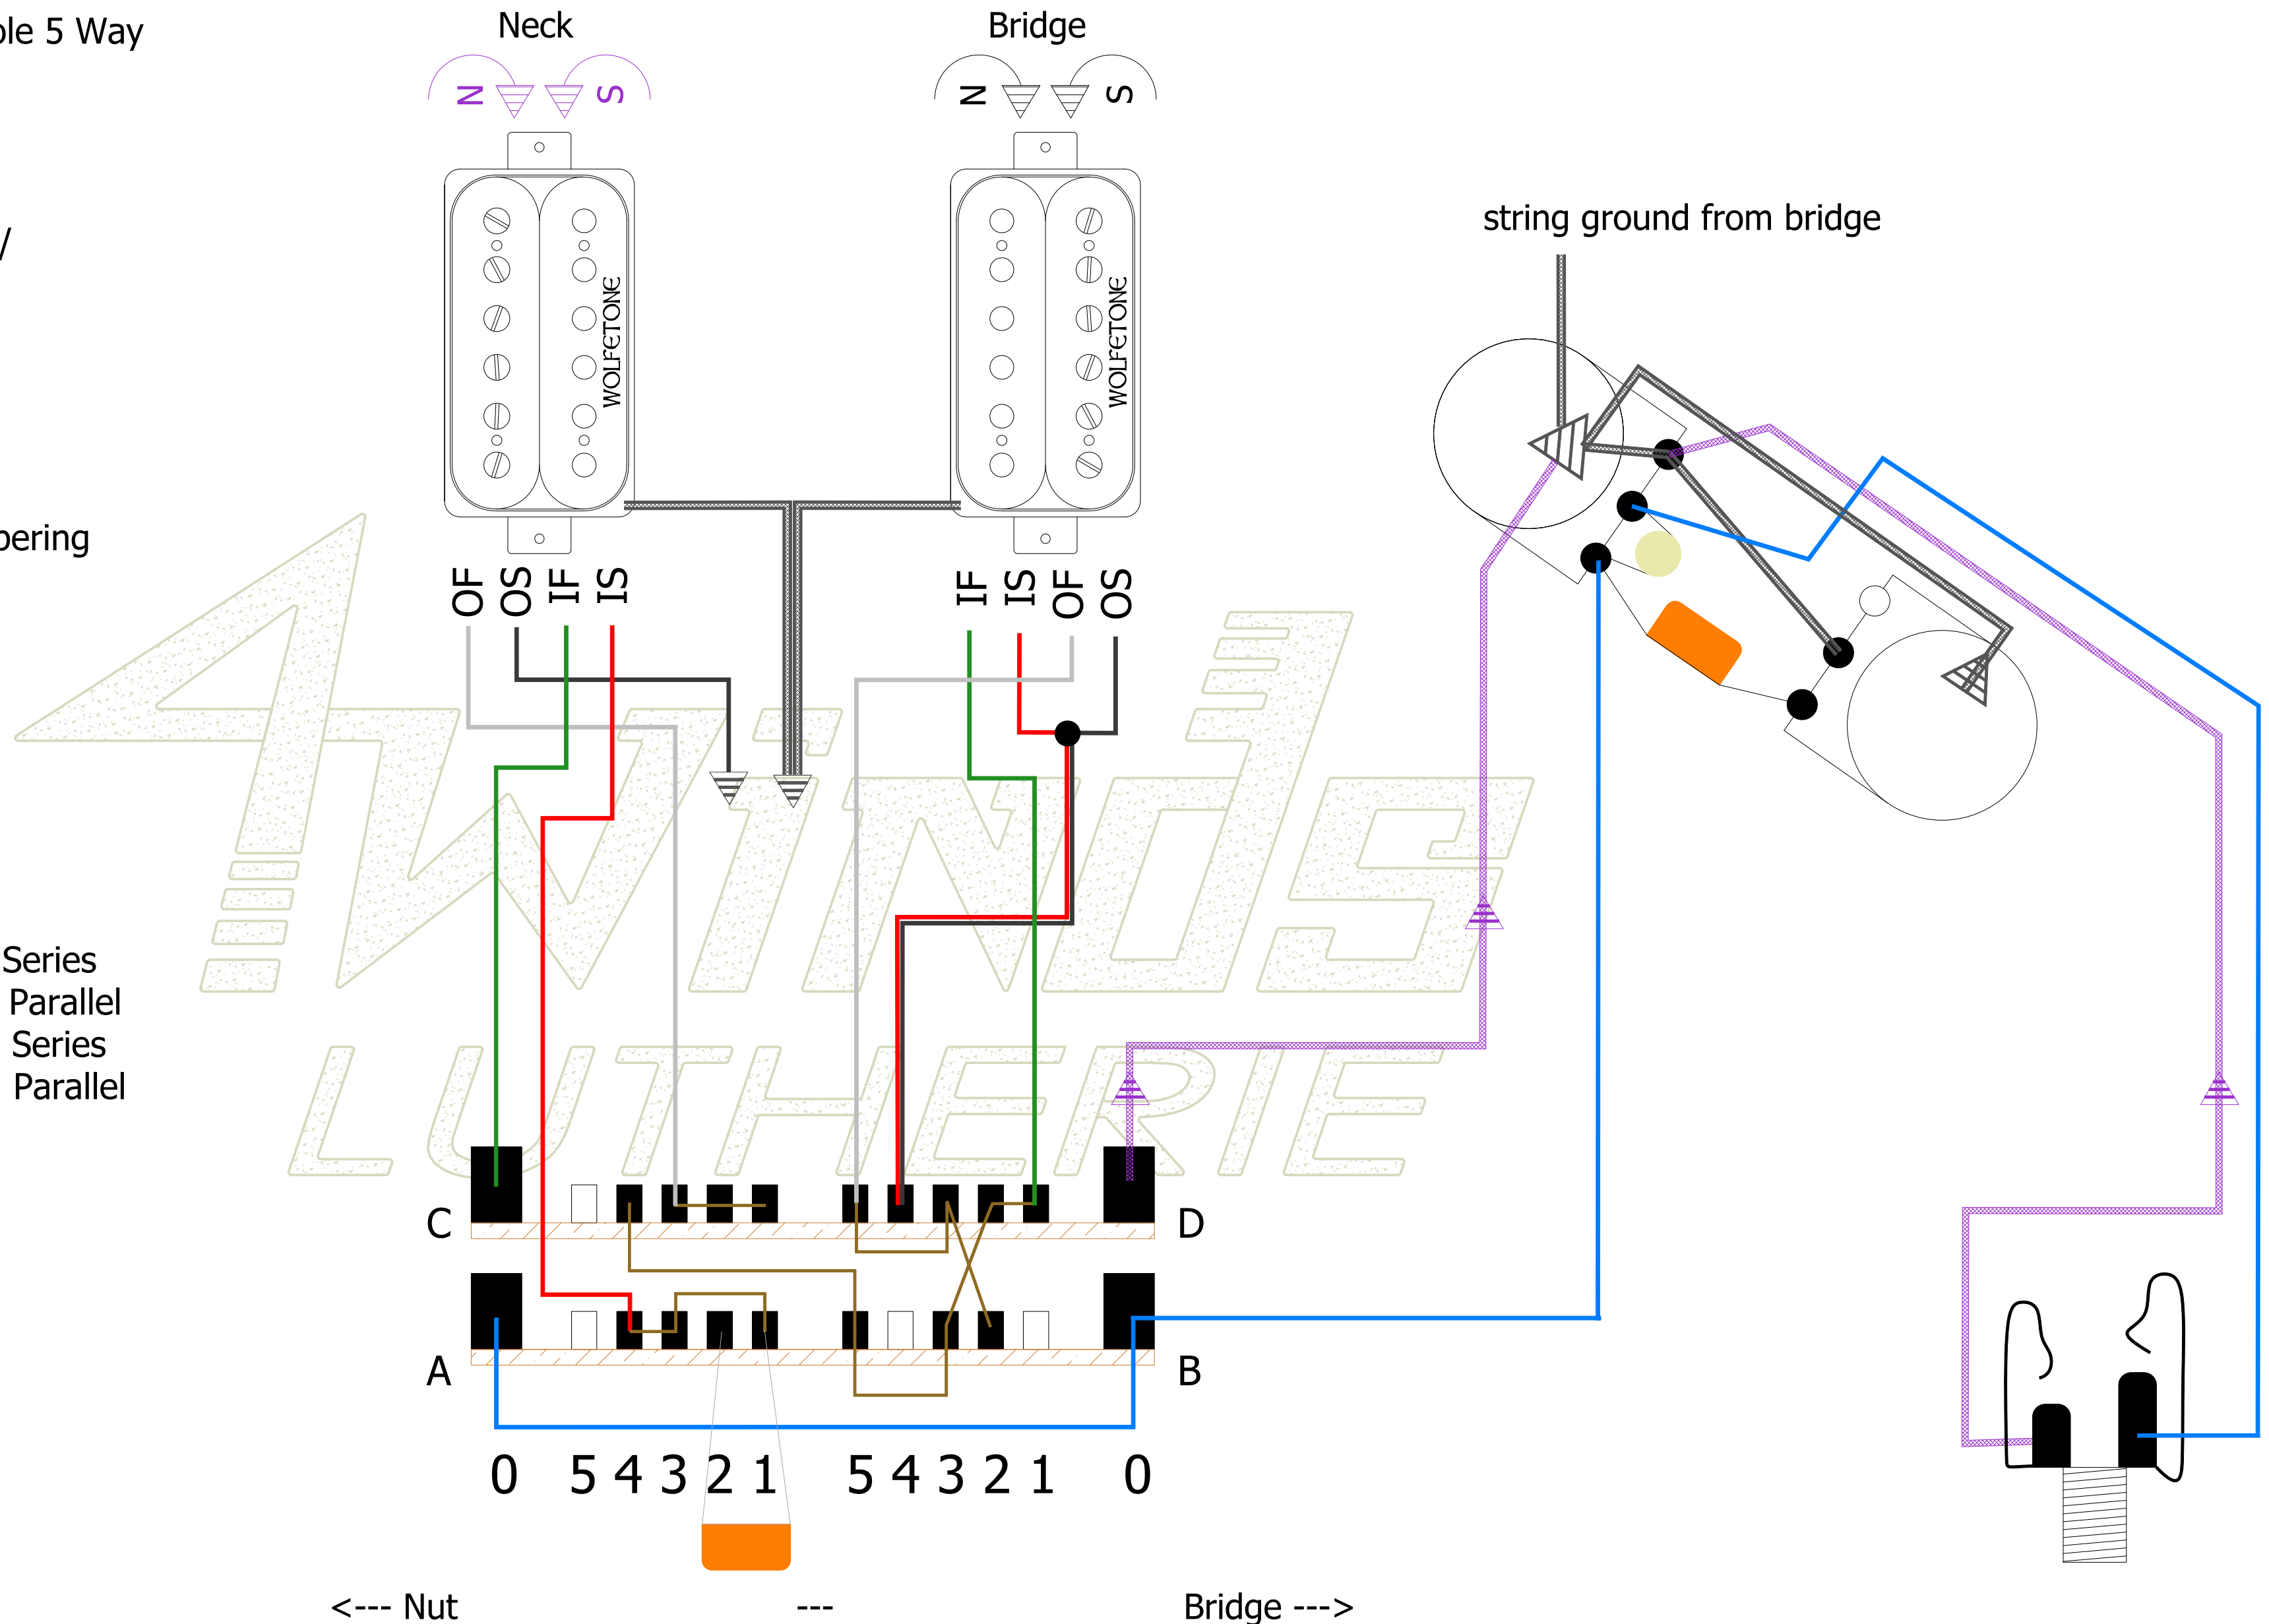 ble 5 Way
Neck
Bridge
N
S
N
S
WOLFETONE
WOLFETONE
string ground from bridge
/
bering
OF
OS
IF
IS
IF
IS
OF
OS
4WINDS
LUTHERIE
Series
Parallel
Series
Parallel
C
D
A
B
0 5 4 3 2 1 5 4 3 2 1 0
<--- Nut --- Bridge --->